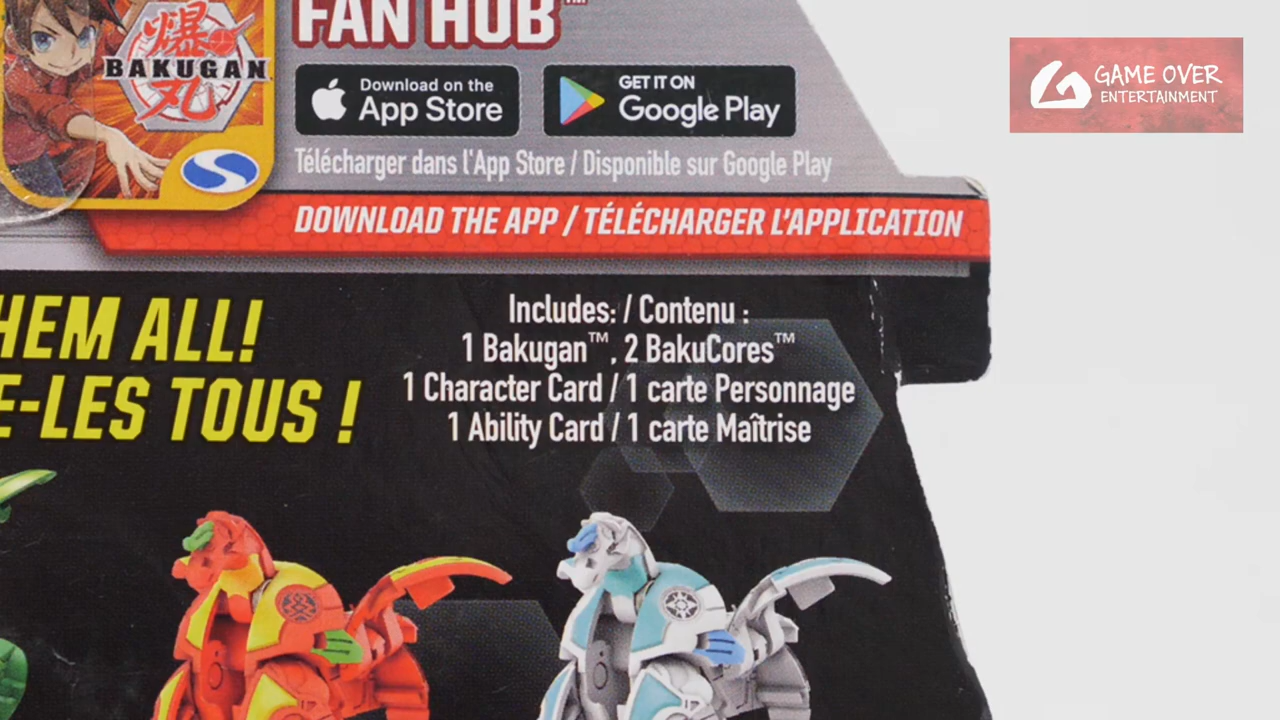 FAN HUB™
爆
BAKUGAN
丸
Download on the
App Store
GET IT ON
Google Play
Télécharger dans l'App Store / Disponible sur Google Play
DOWNLOAD THE APP / TÉLÉCHARGER L'APPLICATION
HEM ALL!
E-LES TOUS !
Includes: / Contenu :
1 Bakugan™, 2 BakuCores™
1 Character Card / 1 carte Personnage
1 Ability Card / 1 carte Maîtrise
GAME OVER
ENTERTAINMENT